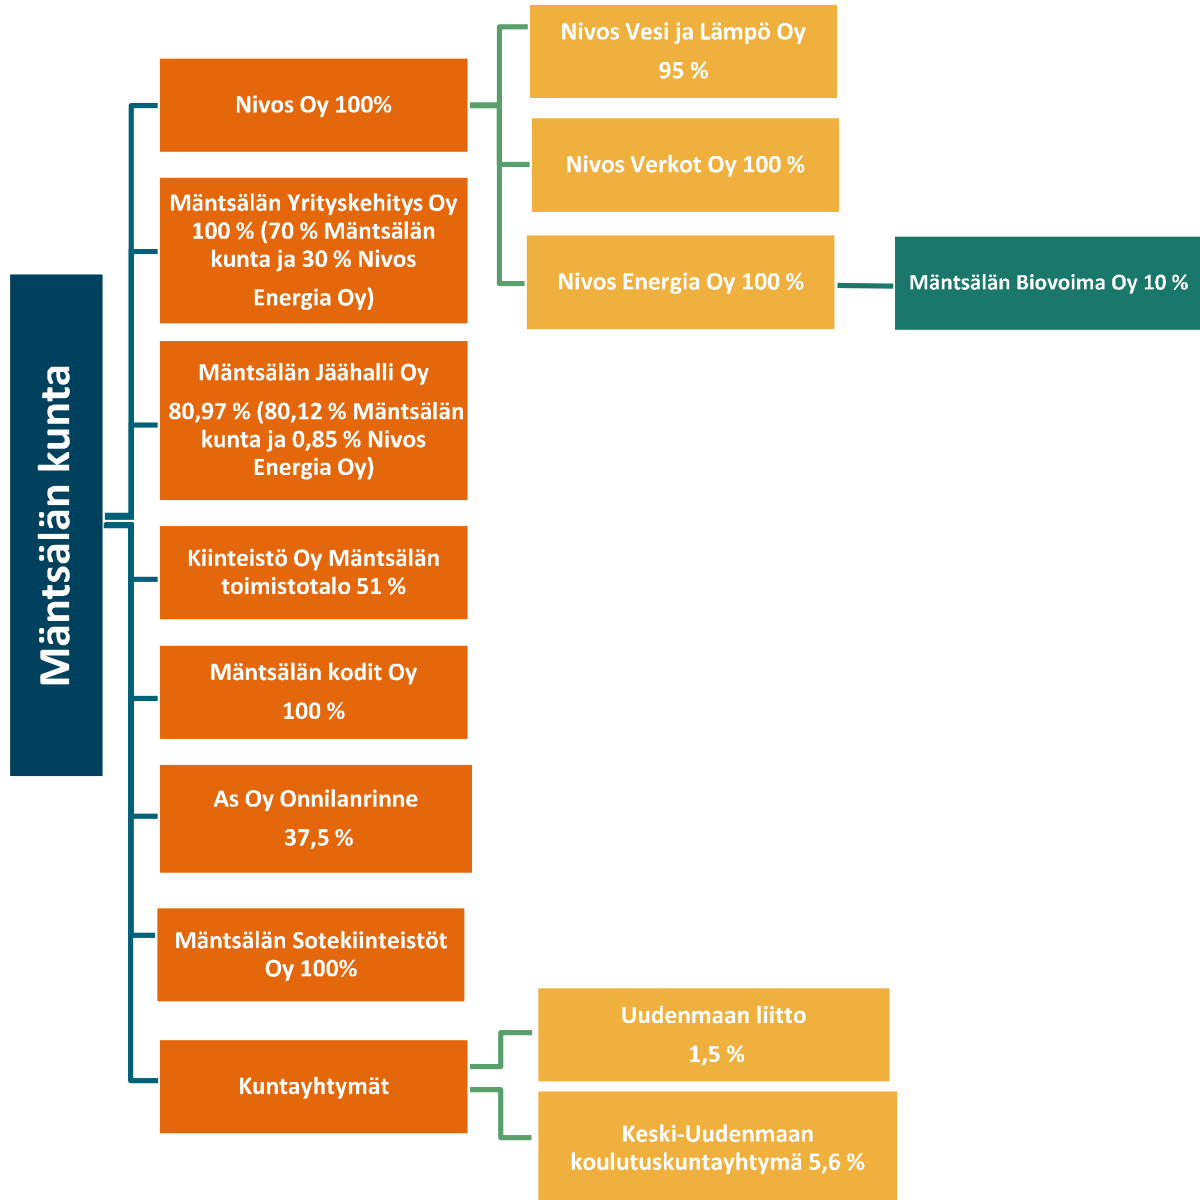 Mäntsälän kunta
Nivos Oy 100%
Nivos Vesi ja Lämpö Oy
95 %
Nivos Verkot Oy 100 %
Nivos Energia Oy 100 %
Mäntsälän Biovoima Oy 10 %
Mäntsälän Yrityskehitys Oy
100 % (70 % Mäntsälän
kunta ja 30 % Nivos
Energia Oy)
Mäntsälän Jäähalli Oy
80,97 % (80,12 % Mäntsälän
kunta ja 0,85 % Nivos
Energia Oy)
Kiinteistö Oy Mäntsälän
toimistotalo 51 %
Mäntsälän kodit Oy
100 %
As Oy Onnilanrinne
37,5 %
Mäntsälän Sotekiinteistöt
Oy 100%
Kuntayhtymät
Uudenmaan liitto
1,5 %
Keski-Uudenmaan
koulutuskuntayhtymä 5,6 %